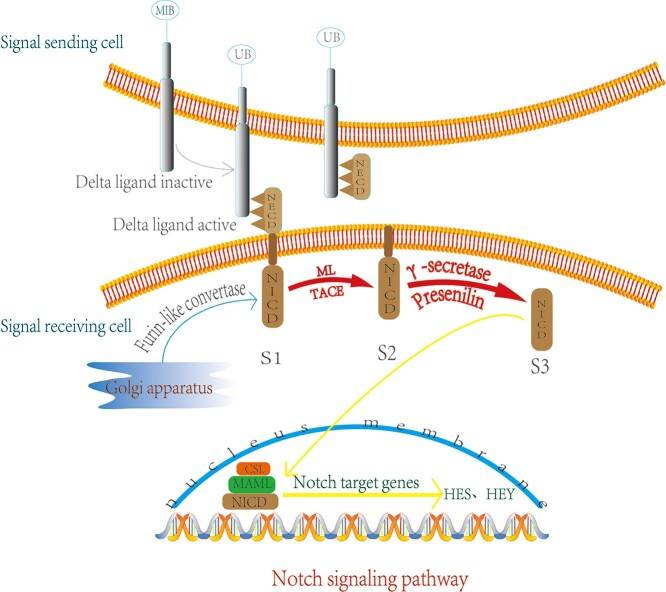 MIB
Signal sending cell
UB
UB
NECD
Delta ligand inactive
NECD
Delta ligand active
NICD
ML
TACE
NICD
γ-secretase
Presenilin
NICD
Signal receiving cell
Furin-like convertase
S1
S2
S3
Golgi apparatus
nucleus membrane
CSL
MAML
NICD
Notch target genes
HES、HEY
Notch signaling pathway